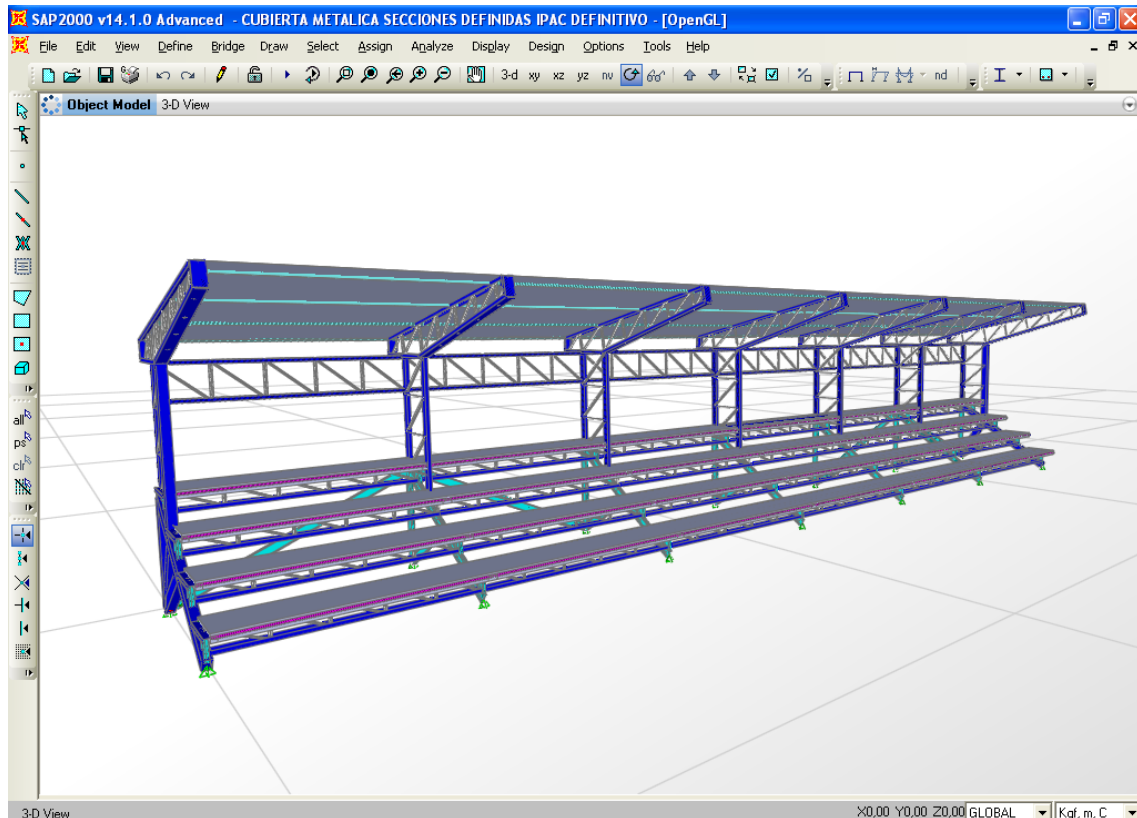 SAP2000 v14.1.0 Advanced - CUBIERTA METALICA SECCIONES DEFINIDAS IPAC DEFINITIVO - [OpenGL]
File Edit View Define Bridge Draw Select Assign Analyze Display Design Options Tools Help
3-d xy xz yz nv nd
Object Model 3-D View
all
ps
clr
3-D View X0,00 Y0,00 Z0,00 GLOBAL Kgf, m, C